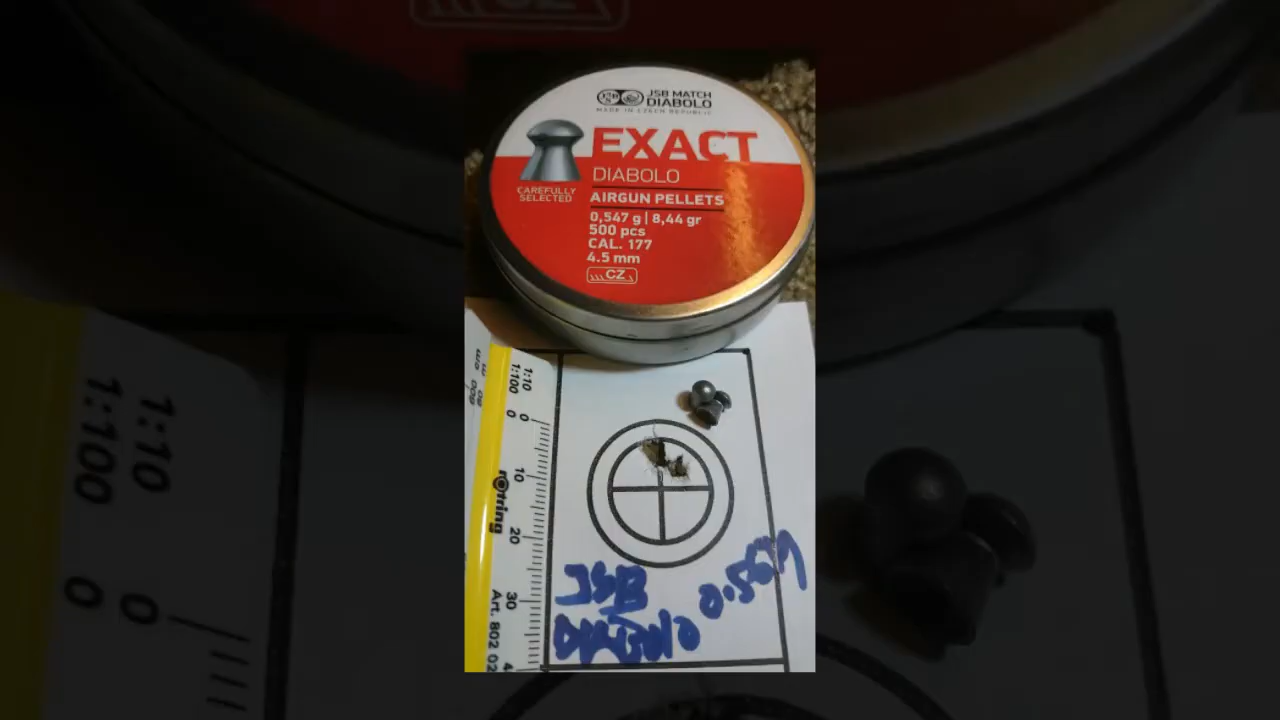 JSB MATCH
DIABOLO
MADE IN CZECH REPUBLIC
EXACT
DIABOLO
CAREFULLY
SELECTED
AIRGUN PELLETS
0,547 g | 8,44 gr
500 pcs
CAL. 177
4.5 mm
CZ
1:10
1:100
0 0
10
rotring
20
30
Art. 802 02
JSB